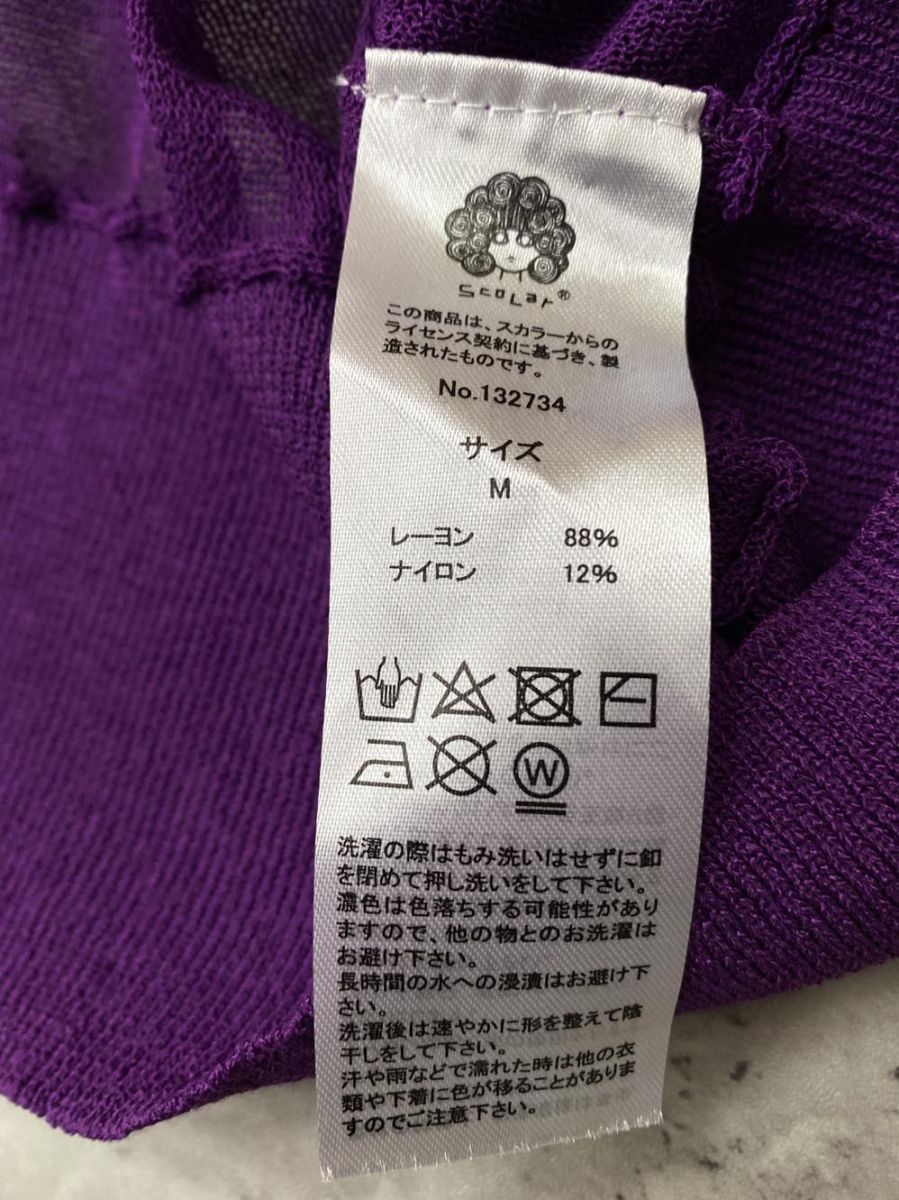 ScoLar®
この商品は、スカラーからの
ライセンス契約に基づき、製
造されたものです。
No.132734
サイズ
M
レーヨン 88%
ナイロン 12%
W
洗濯の際はもみ洗いはせずに釦
を閉めて押し洗いをして下さい。
濃色は色落ちする可能性があり
ますので、他の物とのお洗濯は
お避け下さい。
長時間の水への浸漬はお避け下
さい。
洗濯後は速やかに形を整えて陰
干しをして下さい。
汗や雨などで濡れた時は他の衣
類や下着に色が移ることがありま
すのでご注意下さい。